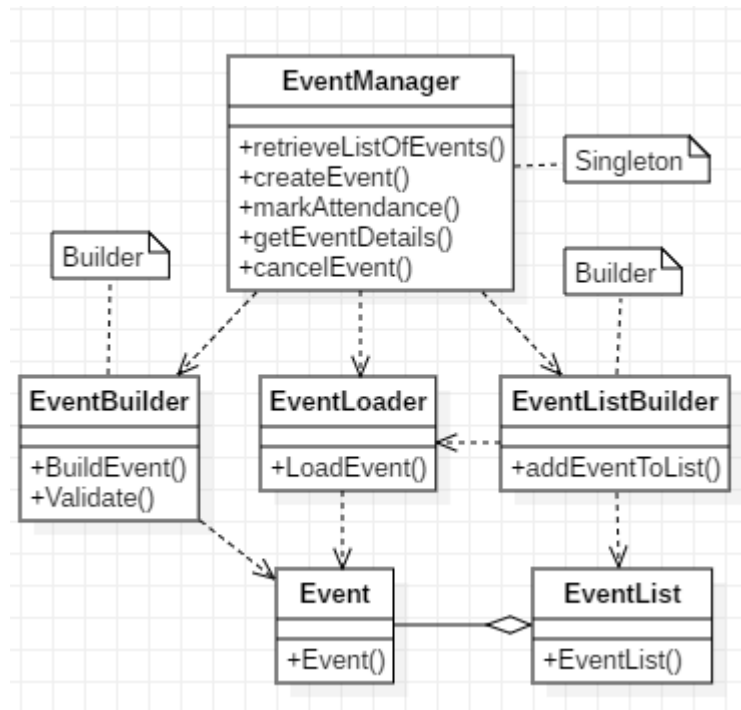 EventManager
+retrieveListOfEvents()
+createEvent()
+markAttendance()
+getEventDetails()
+cancelEvent()
Singleton
Builder
Builder
EventBuilder
+BuildEvent()
+Validate()
EventLoader
+LoadEvent()
EventListBuilder
+addEventToList()
Event
+Event()
EventList
+EventList()